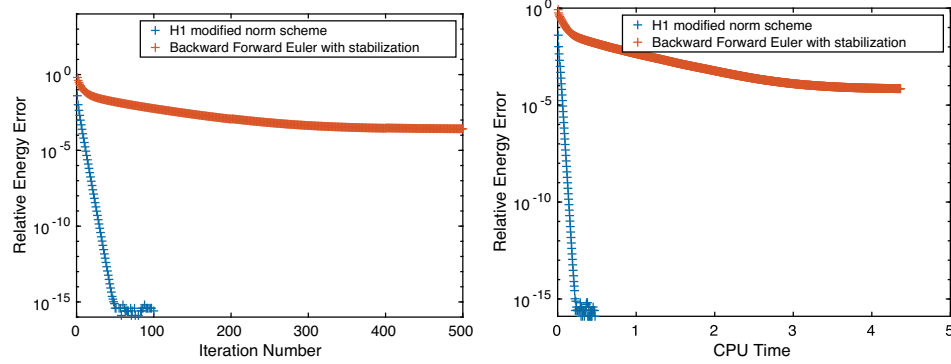 H1 modified norm scheme
Backward Forward Euler with stabilization
10^0
10^-5
10^-10
10^-15
Relative Energy Error
0 100 200 300 400 500
Iteration Number
10^0
H1 modified norm scheme
Backward Forward Euler with stabilization
10^-5
10^-10
10^-15
Relative Energy Error
0 1 2 3 4 5
CPU Time